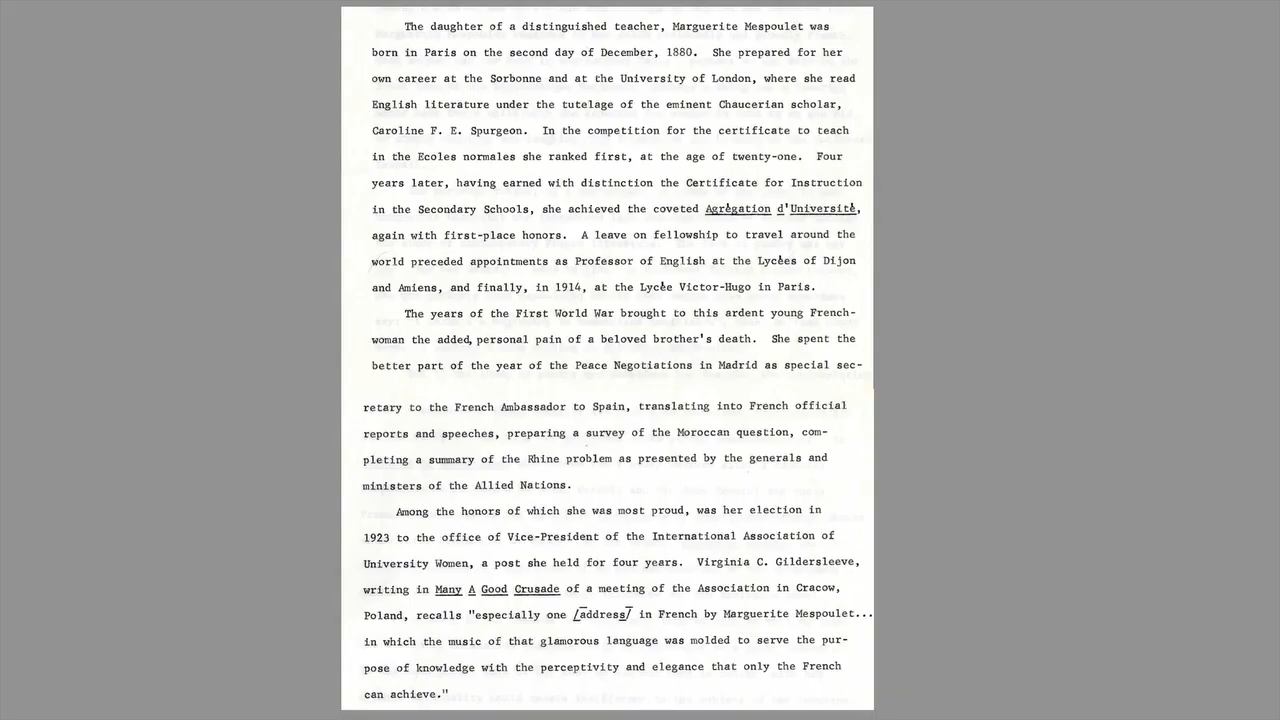 The daughter of a distinguished teacher, Marguerite Mespoulet was
born in Paris on the second day of December, 1880.  She prepared for her
own career at the Sorbonne and at the University of London, where she read
English literature under the tutelage of the eminent Chaucerian scholar,
Caroline F. E. Spurgeon.  In the competition for the certificate to teach
in the Ecoles normales she ranked first, at the age of twenty-one.  Four
years later, having earned with distinction the Certificate for Instruction
in the Secondary Schools, she achieved the coveted Agrégation d'Université,
again with first-place honors.  A leave on fellowship to travel around the
world preceded appointments as Professor of English at the Lycées of Dijon
and Amiens, and finally, in 1914, at the Lycée Victor-Hugo in Paris.
The years of the First World War brought to this ardent young French-
woman the added, personal pain of a beloved brother's death.  She spent the
better part of the year of the Peace Negotiations in Madrid as special sec-
retary to the French Ambassador to Spain, translating into French official
reports and speeches, preparing a survey of the Moroccan question, com-
pleting a summary of the Rhine problem as presented by the generals and
ministers of the Allied Nations.
Among the honors of which she was most proud, was her election in
1923 to the office of Vice-President of the International Association of
University Women, a post she held for four years.  Virginia C. Gildersleeve,
writing in Many A Good Crusade of a meeting of the Association in Cracow,
Poland, recalls "especially one [address] in French by Marguerite Mespoulet...
in which the music of that glamorous language was molded to serve the pur-
pose of knowledge with the perceptivity and elegance that only the French
can achieve."